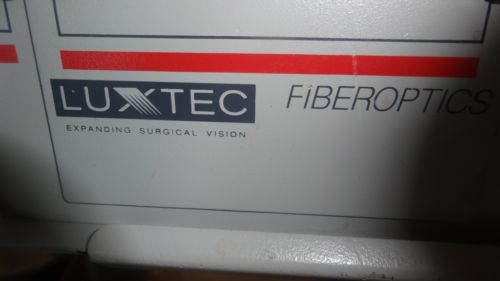 LUXTEC FiBEROPTICS
EXPANDING SURGICAL VISION